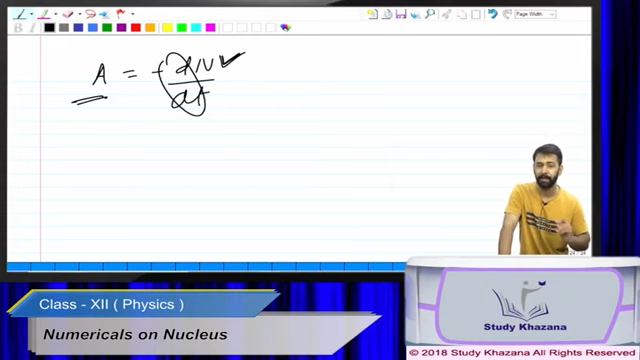 Page Width
A = - dN
dt
Class - XII ( Physics )
Numericals on Nucleus
Study Khazana
© 2018 Study Khazana All Rights Reserved